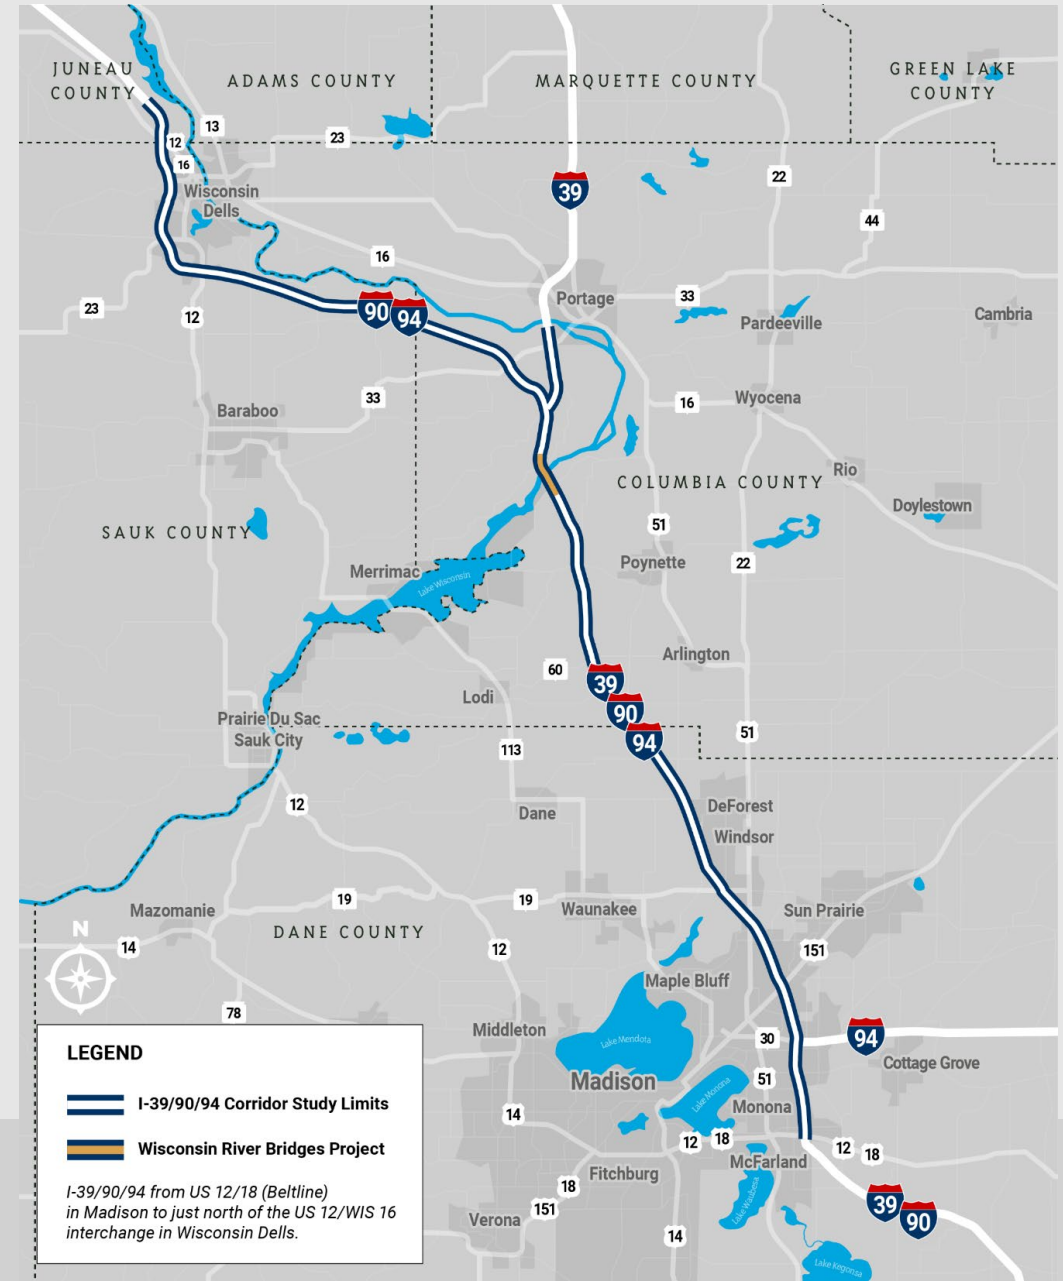 JUNEAU
COUNTY
ADAMS COUNTY
MARQUETTE COUNTY
GREEN LAKE
COUNTY
13
12
23
16
22
39
Wisconsin
Dells
44
16
Portage
33
23
12
90
94
Pardeeville
Cambria
33
16
Wyocena
Baraboo
Rio
COLUMBIA COUNTY
Doylestown
SAUK COUNTY
51
Merrimac
Lake Wisconsin
Poynette
22
Arlington
60
39
Lodi
90
Prairie Du Sac
Sauk City
94
51
113
12
Dane
DeForest
Windsor
19
19
Waunakee
Sun Prairie
Mazomanie
DANE COUNTY
N
14
12
151
Maple Bluff
78
Middleton
Lake Mendota
30
94
Cottage Grove
Madison
51
Lake Monona
Monona
14
12
18
12
18
McFarland
Fitchburg
18
Lake Waubesa
151
39
90
Verona
14
Lake Kegonsa
LEGEND
I-39/90/94 Corridor Study Limits
Wisconsin River Bridges Project
I-39/90/94 from US 12/18 (Beltline)
in Madison to just north of the US 12/WIS 16
interchange in Wisconsin Dells.